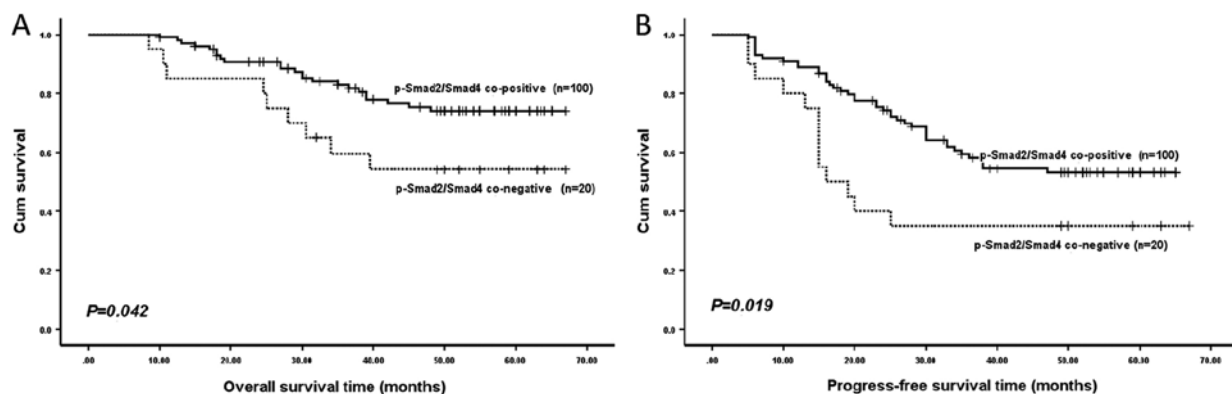 A
Cum survival
1.0
0.8
0.6
0.4
0.2
0.0
p-Smad2/Smad4 co-positive (n=100)
p-Smad2/Smad4 co-negative (n=20)
P=0.042
.00 10.00 20.00 30.00 40.00 50.00 60.00 70.00
Overall survival time (months)
B
Cum survival
1.0
0.8
0.6
0.4
0.2
0.0
p-Smad2/Smad4 co-positive (n=100)
p-Smad2/Smad4 co-negative (n=20)
P=0.019
.00 10.00 20.00 30.00 40.00 50.00 60.00 70.00
Progress-free survival time (months)